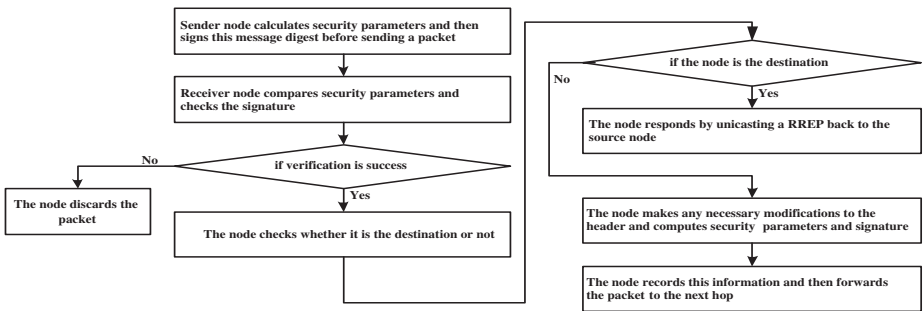 Sender node calculates security parameters and then
signs this message digest before sending a packet
Receiver node compares security parameters and
checks the signature
No
if verification is success
Yes
The node discards the
packet
The node checks whether it is the destination or not
if the node is the destination
No
Yes
The node responds by unicasting a RREP back to the
source node
The node makes any necessary modifications to the
header and computes security parameters and signature
The node records this information and then forwards
the packet to the next hop